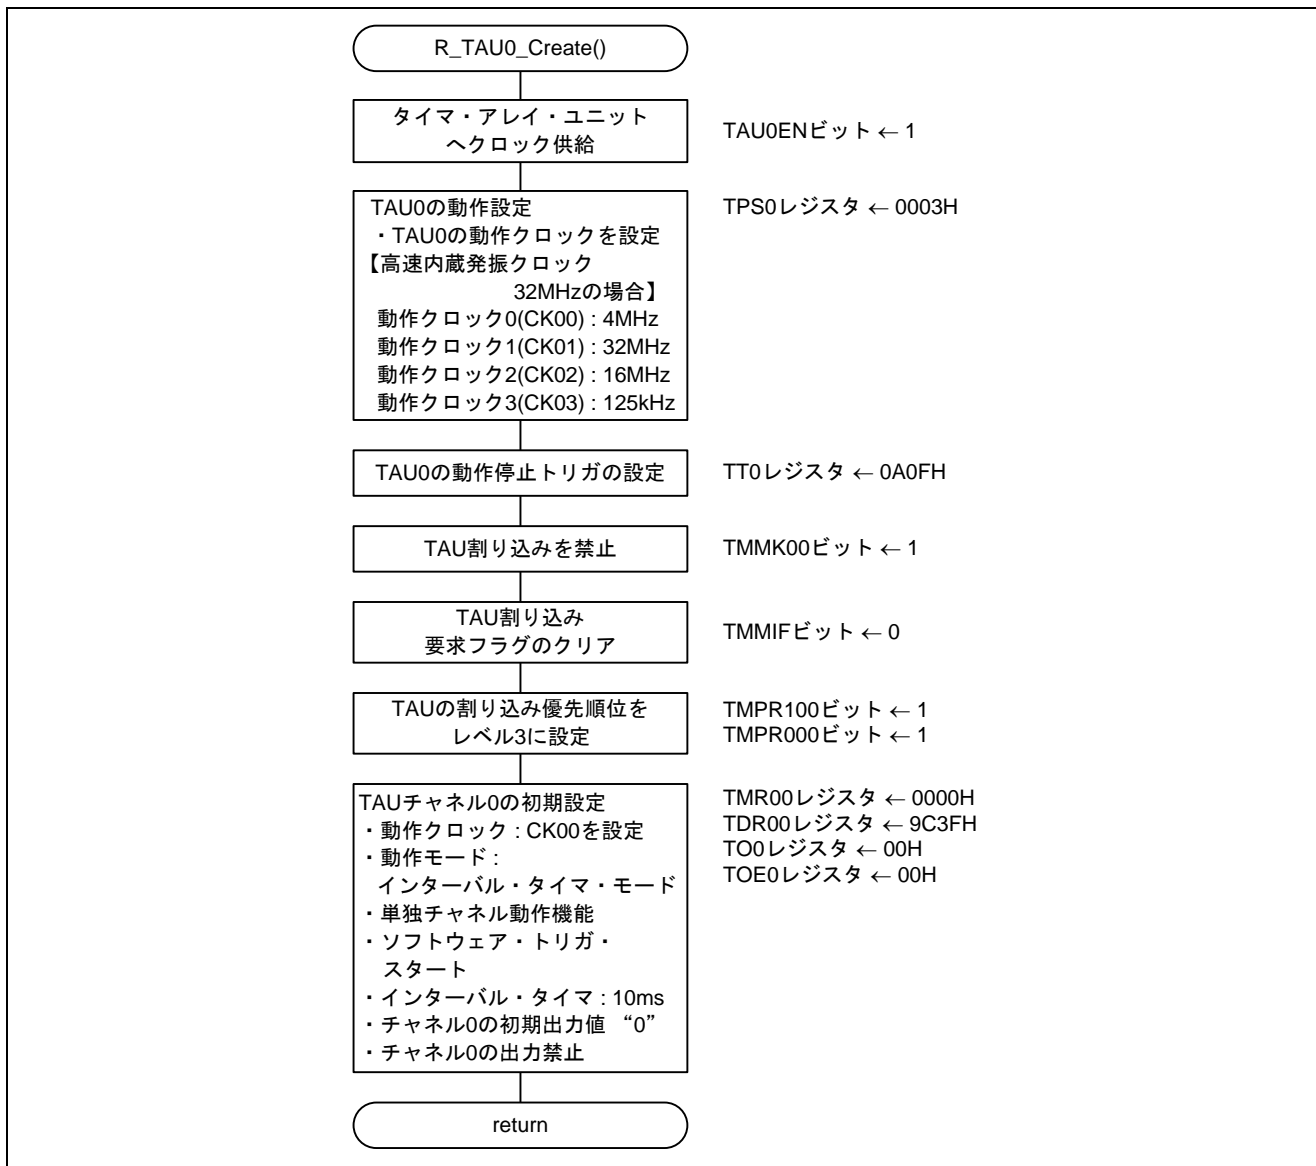 R_TAU0_Create()
タイマ・アレイ・ユニット
へクロック供給
TAU0ENビット ← 1
TAU0の動作設定
・TAU0の動作クロックを設定
【高速内蔵発振クロック
32MHzの場合】
動作クロック0(CK00) : 4MHz
動作クロック1(CK01) : 32MHz
動作クロック2(CK02) : 16MHz
動作クロック3(CK03) : 125kHz
TPS0レジスタ ← 0003H
TAU0の動作停止トリガの設定
TT0レジスタ ← 0A0FH
TAU割り込みを禁止
TMMK00ビット ← 1
TAU割り込み
要求フラグのクリア
TMMIFビット ← 0
TAUの割り込み優先順位を
レベル3に設定
TMPR100ビット ← 1
TMPR000ビット ← 1
TAUチャネル0の初期設定
・動作クロック : CK00を設定
・動作モード :
インターバル・タイマ・モード
・単独チャネル動作機能
・ソフトウェア・トリガ・
スタート
・インターバル・タイマ : 10ms
・チャネル0の初期出力値 “0”
・チャネル0の出力禁止
TMR00レジスタ ← 0000H
TDR00レジスタ ← 9C3FH
TO0レジスタ ← 00H
TOE0レジスタ ← 00H
return